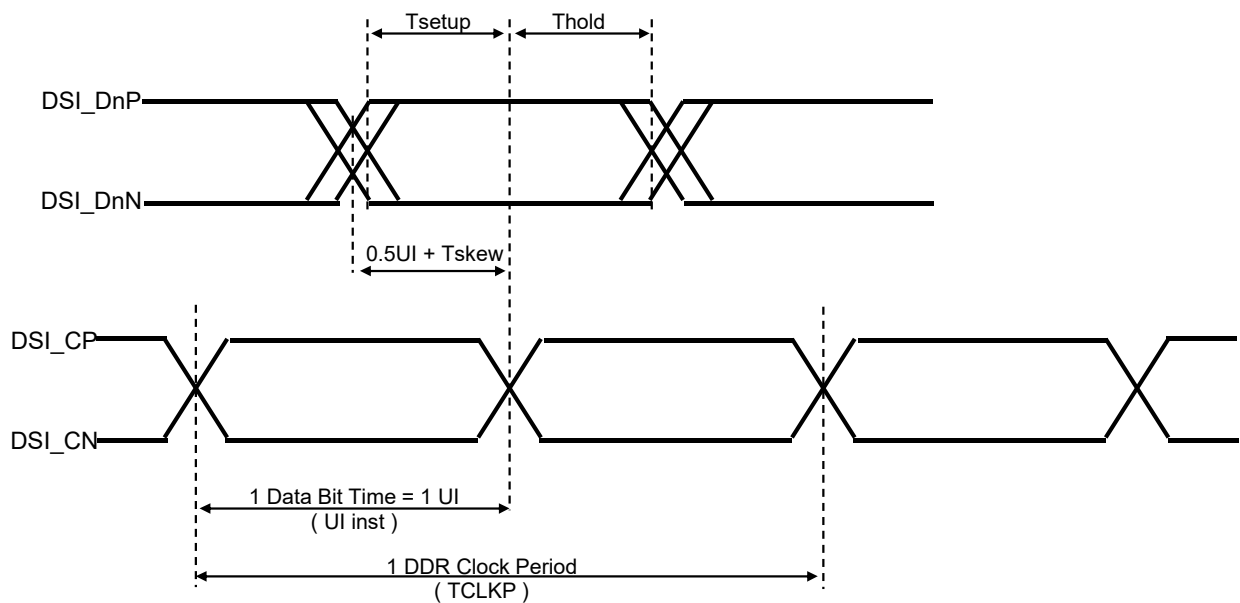 Tsetup Thold
DSI_DnP
DSI_DnN
0.5UI + Tskew
DSI_CP
DSI_CN
1 Data Bit Time = 1 UI
( UI inst )
1 DDR Clock Period
( TCLKP )